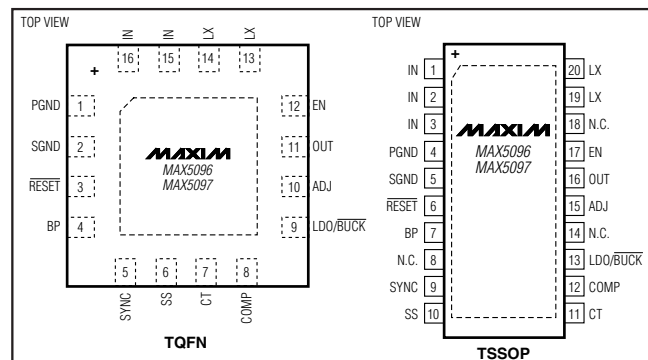 TOP VIEW
IN
IN
LX
LX
16
15
14
13
+
PGND 1
SGND 2
RESET 3
BP 4
12 EN
11 OUT
10 ADJ
9 LDO/BUCK
MAXIM
MAX5096
MAX5097
5
6
7
8
SYNC
SS
CT
COMP
TQFN
TOP VIEW
+
IN 1
IN 2
IN 3
PGND 4
SGND 5
RESET 6
BP 7
N.C. 8
SYNC 9
SS 10
20 LX
19 LX
18 N.C.
17 EN
16 OUT
15 ADJ
14 N.C.
13 LDO/BUCK
12 COMP
11 CT
MAXIM
MAX5096
MAX5097
TSSOP